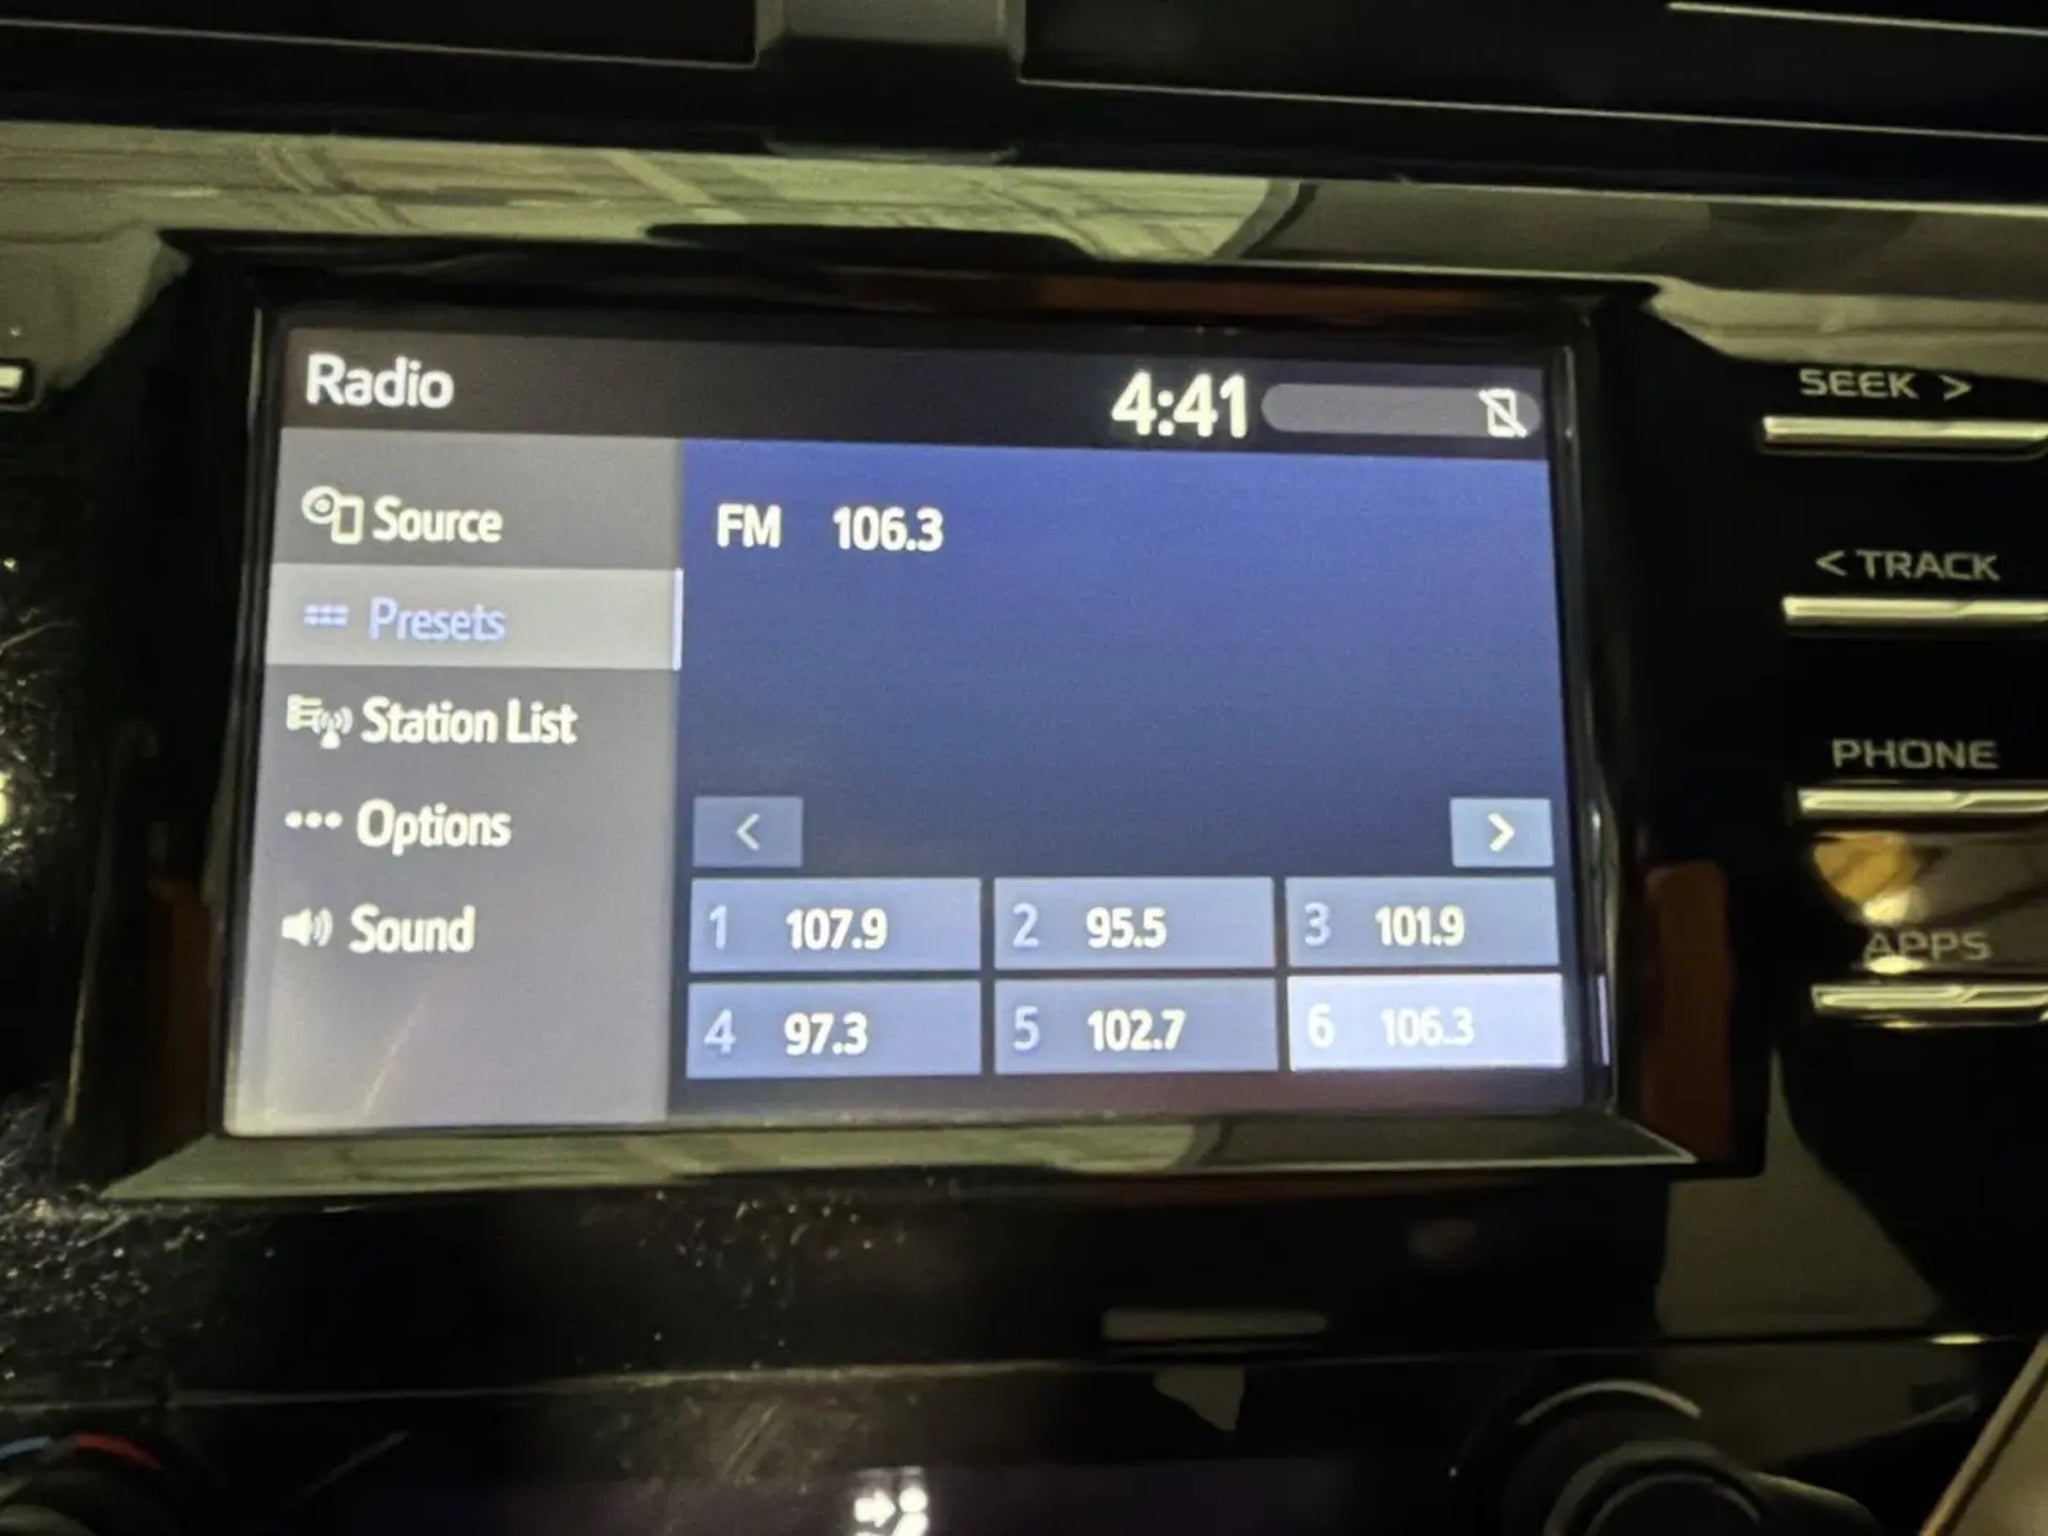 Radio
4:41
Source
Presets
Station List
Options
Sound
FM 106.3
<
>
1 107.9
2 95.5
3 101.9
4 97.3
5 102.7
6 106.3
SEEK >
< TRACK
PHONE
APPS